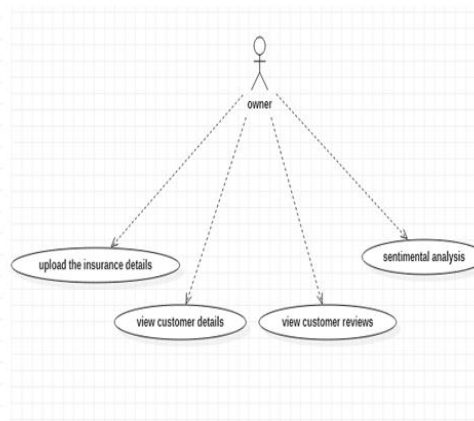 owner
upload the insurance details
sentimental analysis
view customer details
view customer reviews